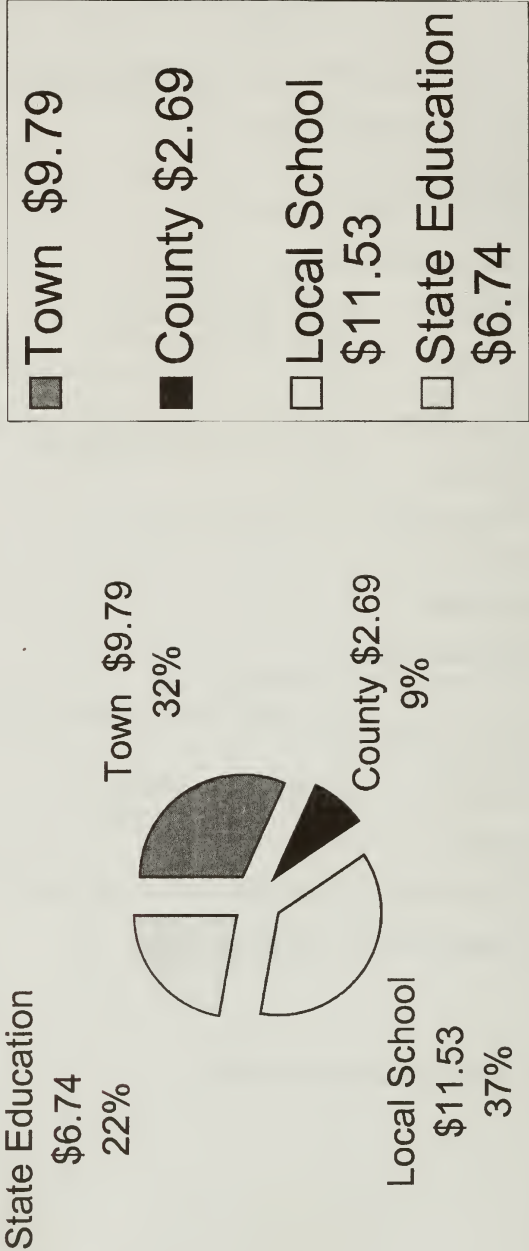 State Education
$6.74
22%
Town $9.79
32%
Local School
$11.53
37%
County $2.69
9%
Town $9.79
County $2.69
Local School
$11.53
State Education
$6.74